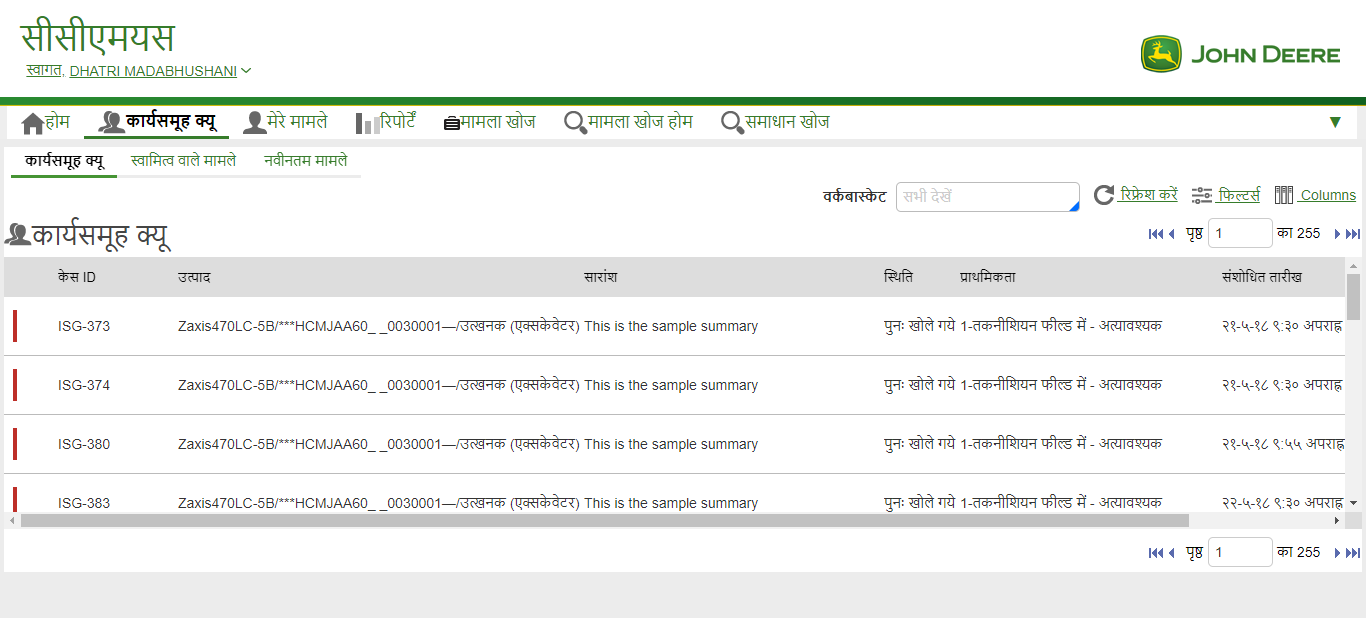 सीसीएमयस
स्वागत, DHATRI MADABHUSHANI
JOHN DEERE
होम कार्यसमूह क्यू मेरे मामले रिपोर्टें मामला खोज मामला खोज होम समाधान खोज
कार्यसमूह क्यू स्वामित्व वाले मामले नवीनतम मामले
वर्कबास्केट सभी देखें रिफ्रेश करें फिल्टर्स Columns
कार्यसमूह क्यू पृष्ठ 1 का 255
केस ID उत्पाद सारांश स्थिति प्राथमिकता संशोधित तारीख
ISG-373 Zaxis470LC-5B/***HCMJAA60_ _0030001—/उत्खनक (एक्सकेवेटर) This is the sample summary पुनः खोले गये 1-तकनीशियन फील्ड में - अत्यावश्यक २१-५-१८ ९:३० अपराह्न
ISG-374 Zaxis470LC-5B/***HCMJAA60_ _0030001—/उत्खनक (एक्सकेवेटर) This is the sample summary पुनः खोले गये 1-तकनीशियन फील्ड में - अत्यावश्यक २१-५-१८ ९:३० अपराह्न
ISG-380 Zaxis470LC-5B/***HCMJAA60_ _0030001—/उत्खनक (एक्सकेवेटर) This is the sample summary पुनः खोले गये 1-तकनीशियन फील्ड में - अत्यावश्यक २१-५-१८ ९:५५ अपराह्न
ISG-383 Zaxis470LC-5B/***HCMJAA60_ _0030001—/उत्खनक (एक्सकेवेटर) This is the sample summary पुनः खोले गये 1-तकनीशियन फील्ड में - अत्यावश्यक २२-५-१८ ९:३० अपराह्न
पृष्ठ 1 का 255